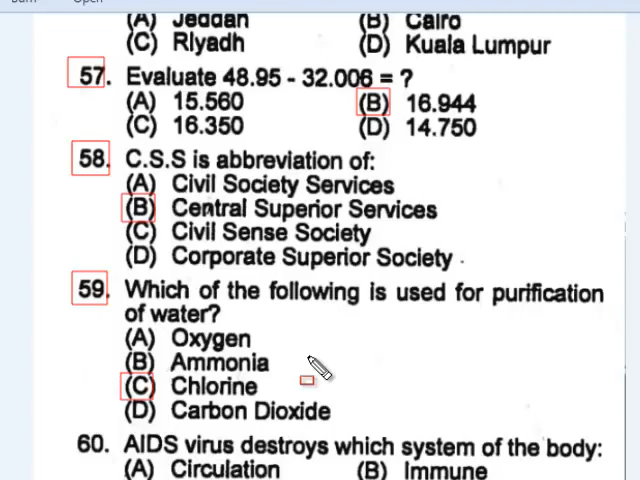 (A) Jeddah (B) Cairo
(C) Riyadh (D) Kuala Lumpur
57. Evaluate 48.95 - 32.006 = ?
(A) 15.560 (B) 16.944
(C) 16.350 (D) 14.750
58. C.S.S is abbreviation of:
(A) Civil Society Services
(B) Central Superior Services
(C) Civil Sense Society
(D) Corporate Superior Society
59. Which of the following is used for purification
of water?
(A) Oxygen
(B) Ammonia
(C) Chlorine
(D) Carbon Dioxide
60. AIDS virus destroys which system of the body:
(A) Circulation (B) Immune